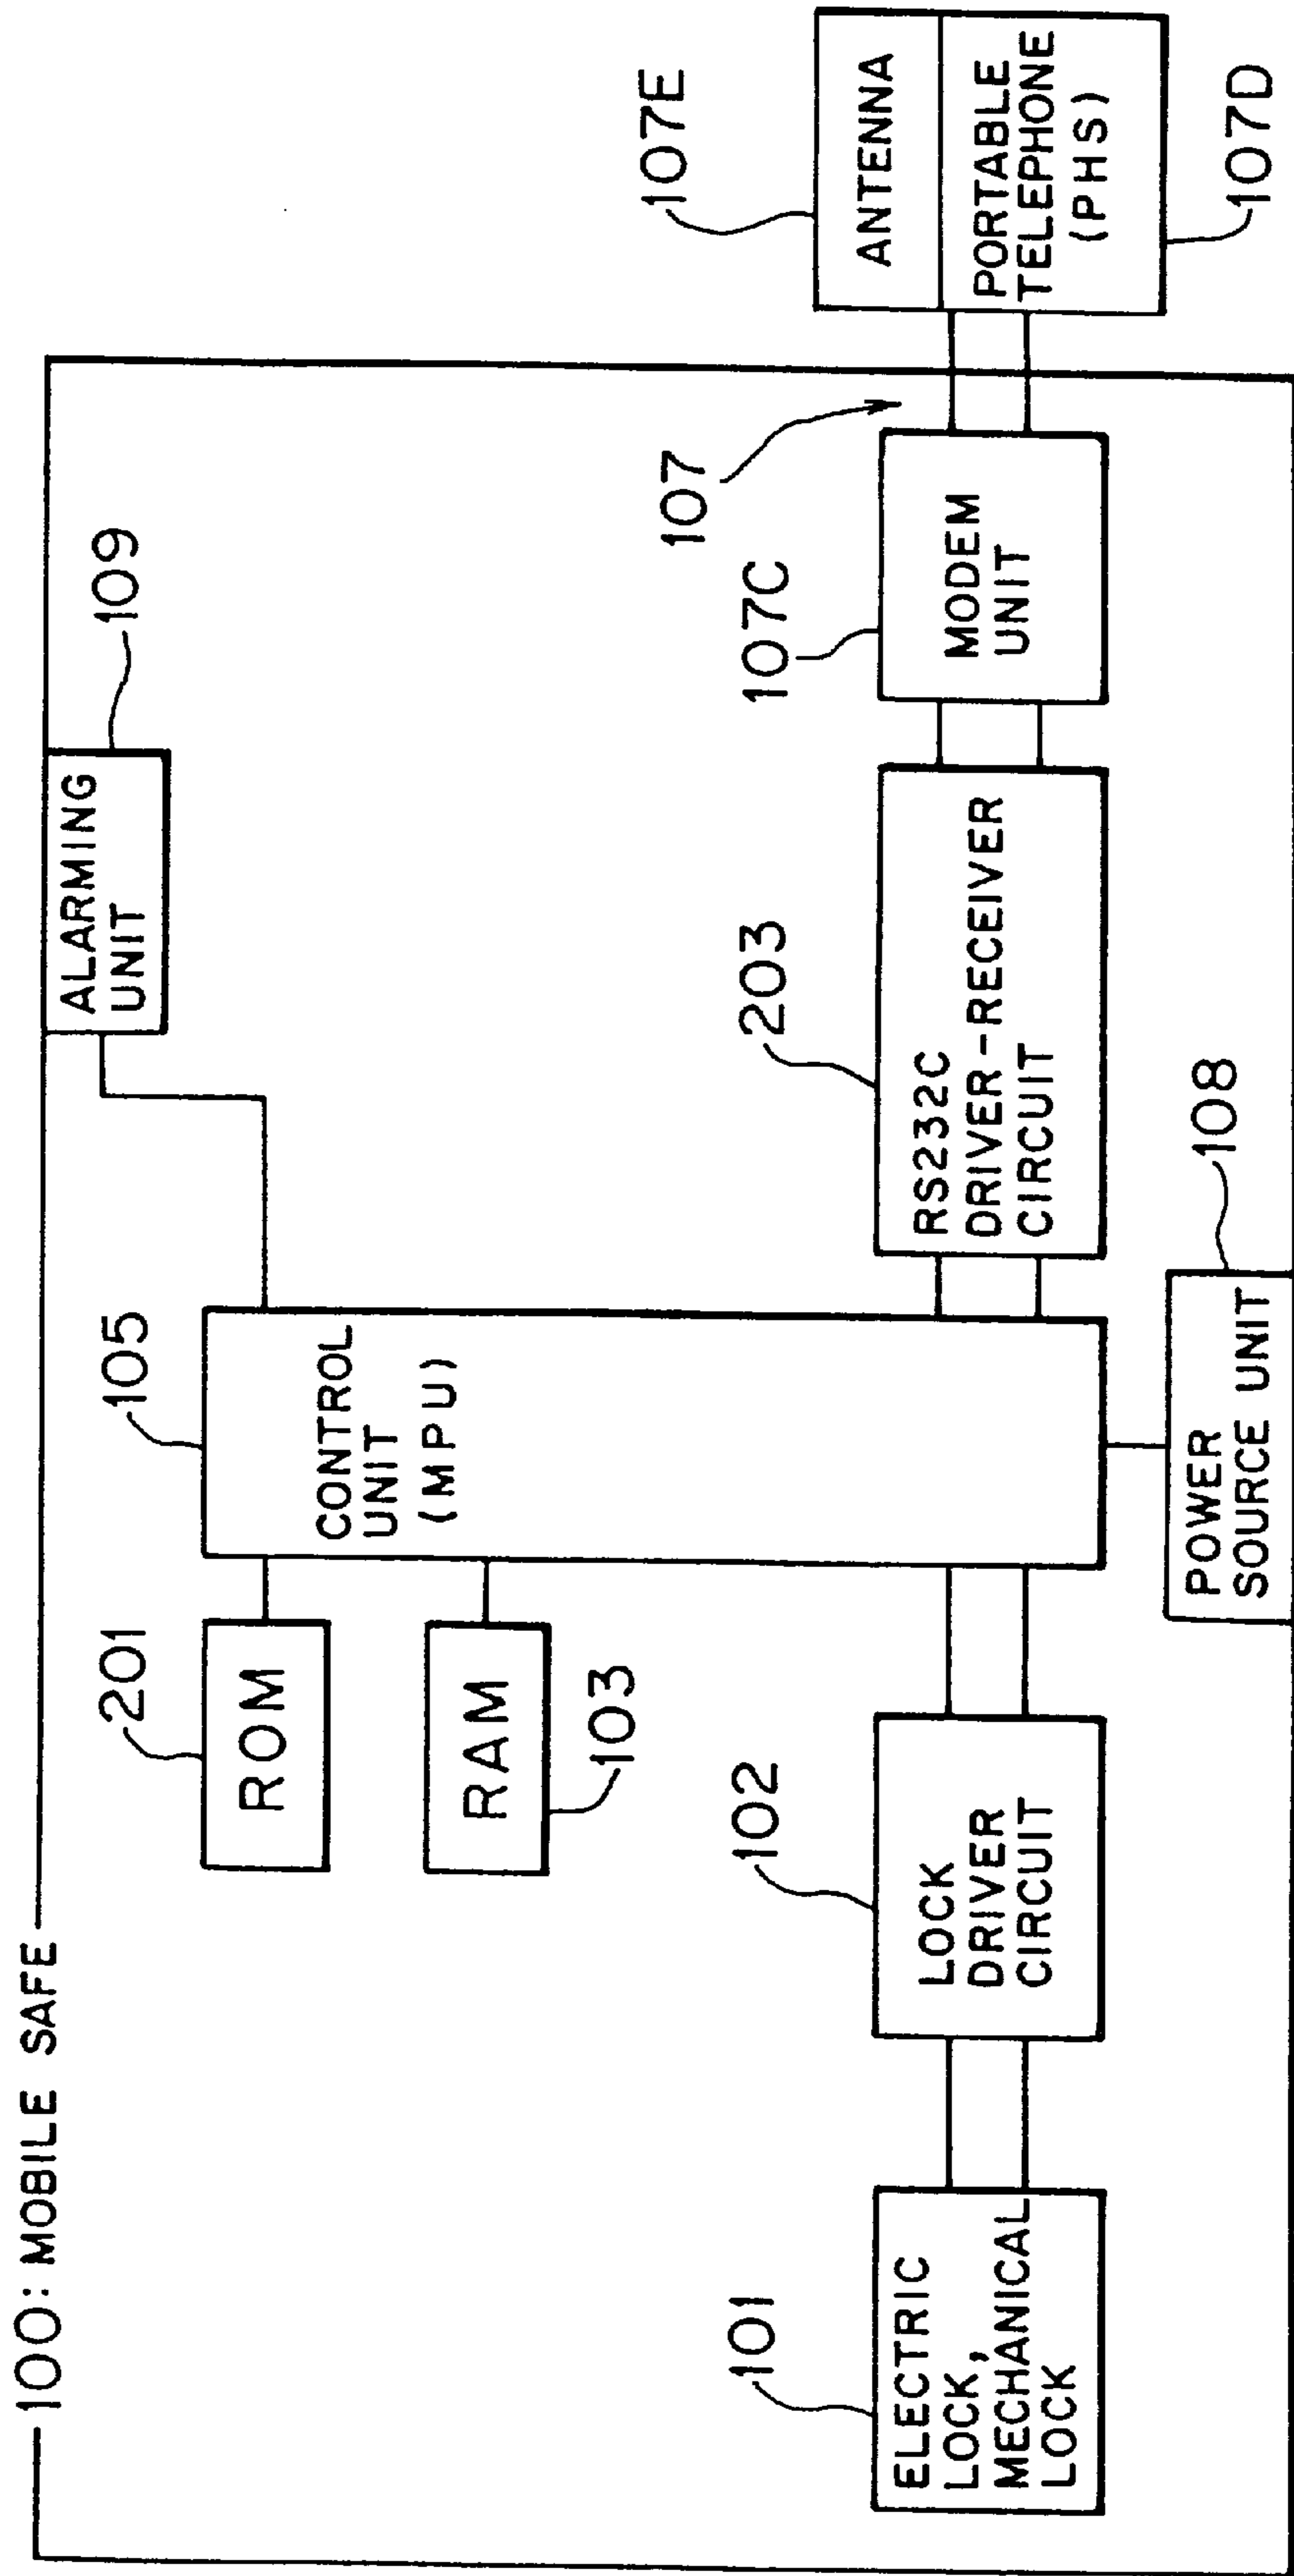 100: MOBILE SAFE
ALARMING
UNIT
109
105
CONTROL
UNIT
(MPU)
201
ROM
RAM
103
101
ELECTRIC
LOCK,
MECHANICAL
LOCK
102
LOCK
DRIVER
CIRCUIT
203
RS232C
DRIVER-RECEIVER
CIRCUIT
107C
MODEM
UNIT
107
107E
ANTENNA
PORTABLE
TELEPHONE
(PHS)
107D
POWER
SOURCE UNIT
108